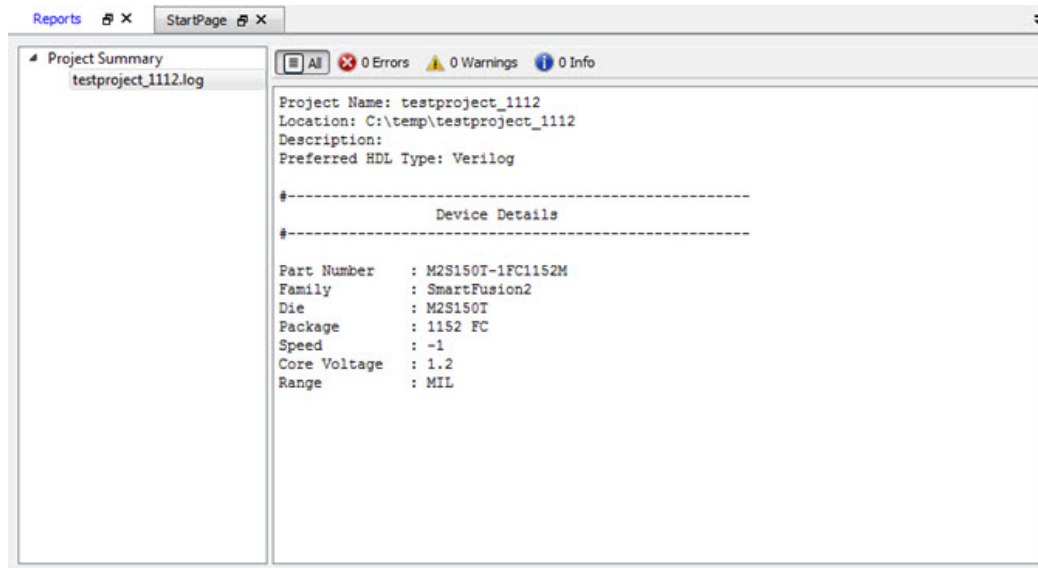 Reports
StartPage
Project Summary
testproject_1112.log
All 0 Errors 0 Warnings 0 Info
Project Name: testproject_1112
Location: C:\temp\testproject_1112
Description:
Preferred HDL Type: Verilog
#-----------------------------------------------------
Device Details
#-----------------------------------------------------
Part Number : M2S150T-1FC1152M
Family : SmartFusion2
Die : M2S150T
Package : 1152 FC
Speed : -1
Core Voltage : 1.2
Range : MIL